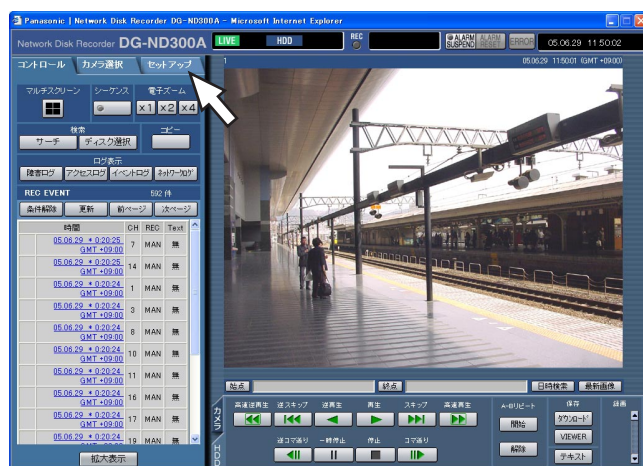 Panasonic | Network Disk Recorder DG-ND300A - Microsoft Internet Explorer
Network Disk Recorder DG-ND300A
LIVE HDD REC ALARM SUSPEND ALARM RESET ERROR 05.06.29 11:50:02
コントロール カメラ選択 セットアップ
1 05.06.29 11:50:01 (GMT +09:00)
マルチスクリーン シーケンス 電子ズーム
x1 x2 x4
検索 コピー
サーチ ディスク選択
ログ表示
障害ログ アクセスログ イベントログ ネットワークログ
REC EVENT 592 件
条件解除 更新 前ページ 次ページ
時間 CH REC Text
05.06.29 * 0:20:25 GMT +09:00 7 MAN 無
05.06.29 * 0:20:25 GMT +09:00 14 MAN 無
05.06.29 * 0:20:24 GMT +09:00 1 MAN 無
05.06.29 * 0:20:24 GMT +09:00 3 MAN 無
05.06.29 * 0:20:24 GMT +09:00 8 MAN 無
05.06.29 * 0:20:24 GMT +09:00 10 MAN 無
05.06.29 * 0:20:24 GMT +09:00 11 MAN 無
05.06.29 * 0:20:24 GMT +09:00 16 MAN 無
05.06.29 * 0:20:24 GMT +09:00 17 MAN 無
05.06.29 * 0:20:24 19 MAN 無
拡大表示
始点 終点 日時検索 最新画像
カメラ
HDD
高速逆再生 逆スキップ 逆再生 再生 スキップ 高速再生
逆コマ送り 一時停止 停止 コマ送り
A-Bリピート
開始
解除
保存
ダウンロード
VIEWER
テキスト
録画